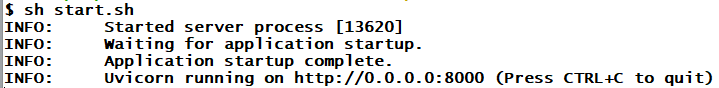 $ sh start.sh
INFO:     Started server process [13620]
INFO:     Waiting for application startup.
INFO:     Application startup complete.
INFO:     Uvicorn running on http://0.0.0.0:8000 (Press CTRL+C to quit)